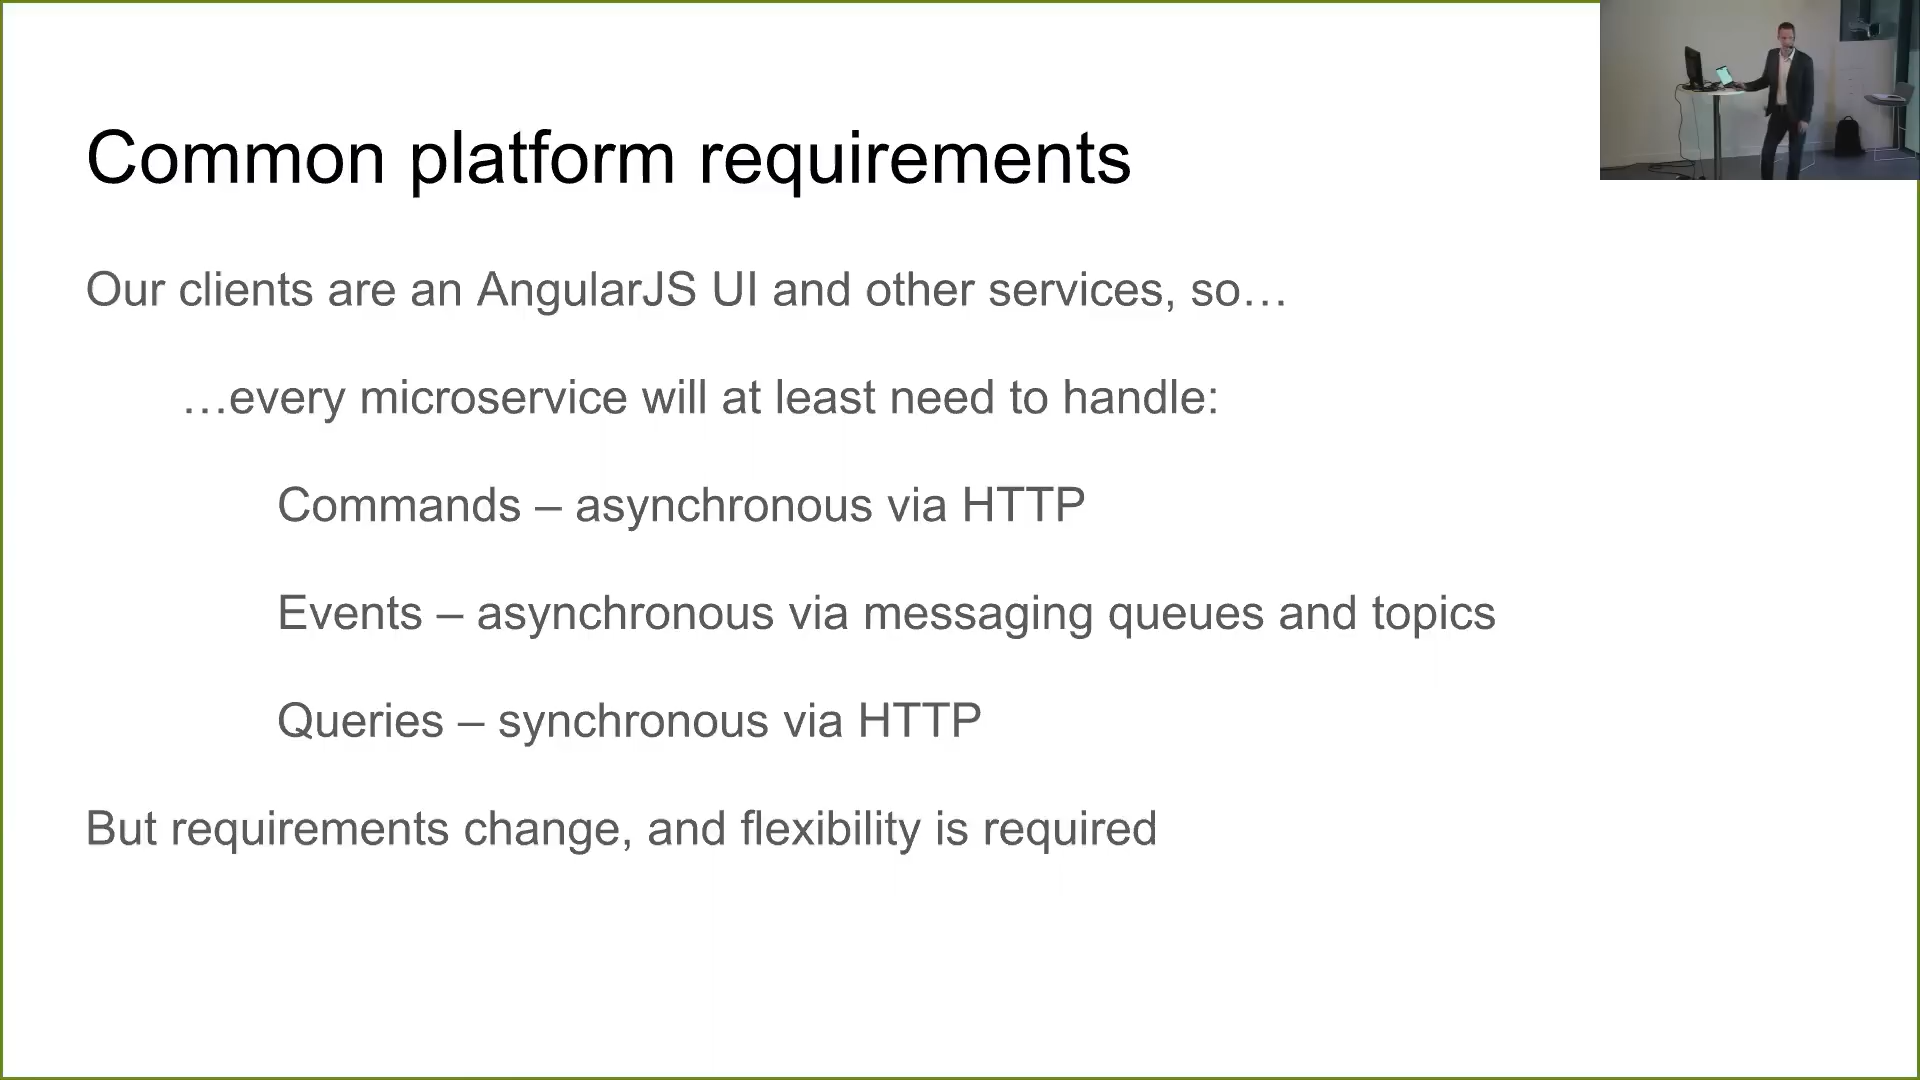 Common platform requirements
Our clients are an AngularJS UI and other services, so…
…every microservice will at least need to handle:
Commands – asynchronous via HTTP
Events – asynchronous via messaging queues and topics
Queries – synchronous via HTTP
But requirements change, and flexibility is required